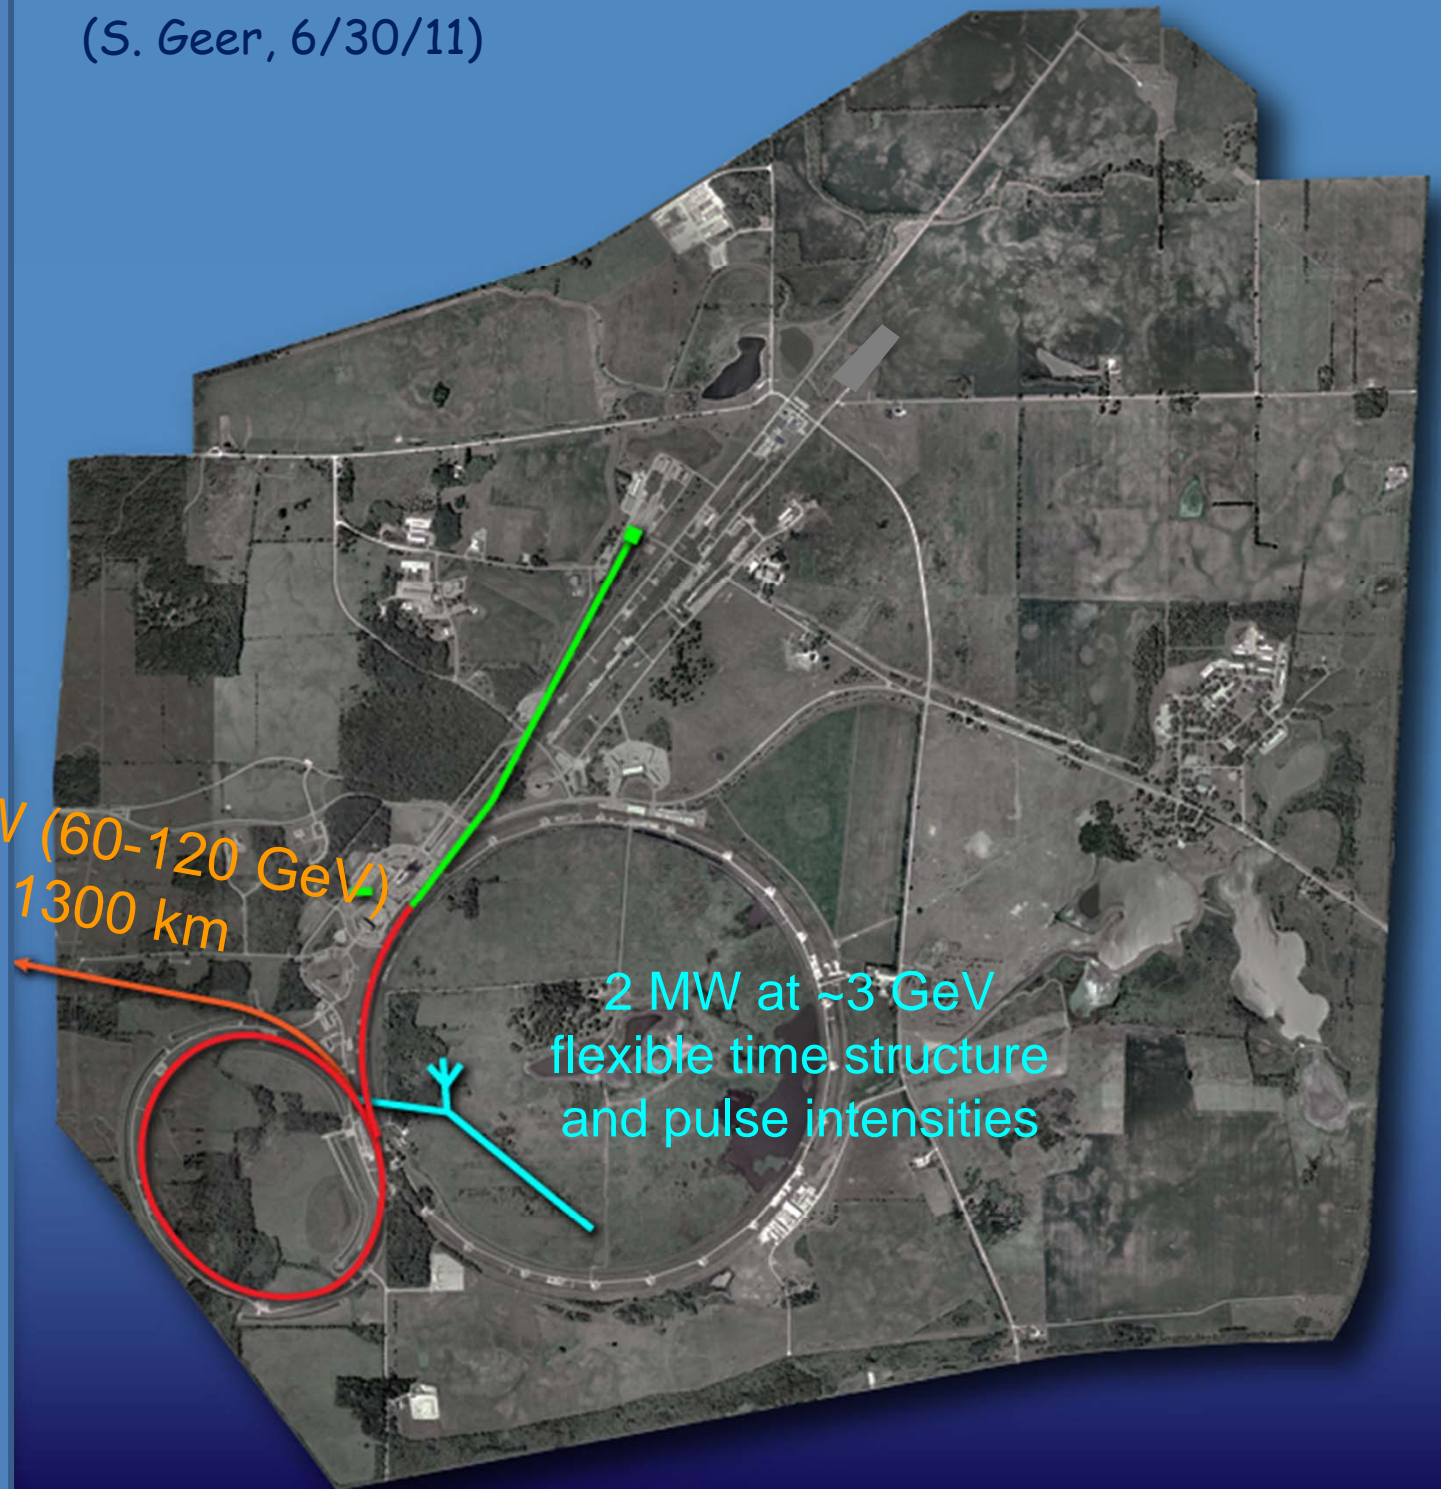 (S. Geer, 6/30/11)
(60-120 GeV)
1300 km
2 MW at ~3 GeV
flexible time structure
and pulse intensities